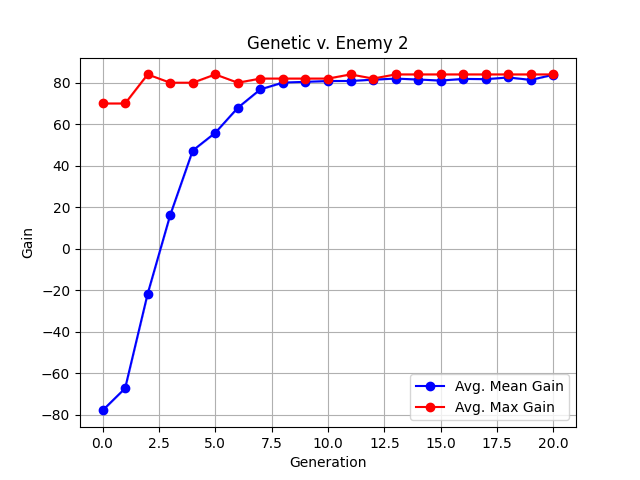 Genetic v. Enemy 2
Gain
80
60
40
20
0
−20
−40
−60
−80
0.0 2.5 5.0 7.5 10.0 12.5 15.0 17.5 20.0
Generation
Avg. Mean Gain
Avg. Max Gain